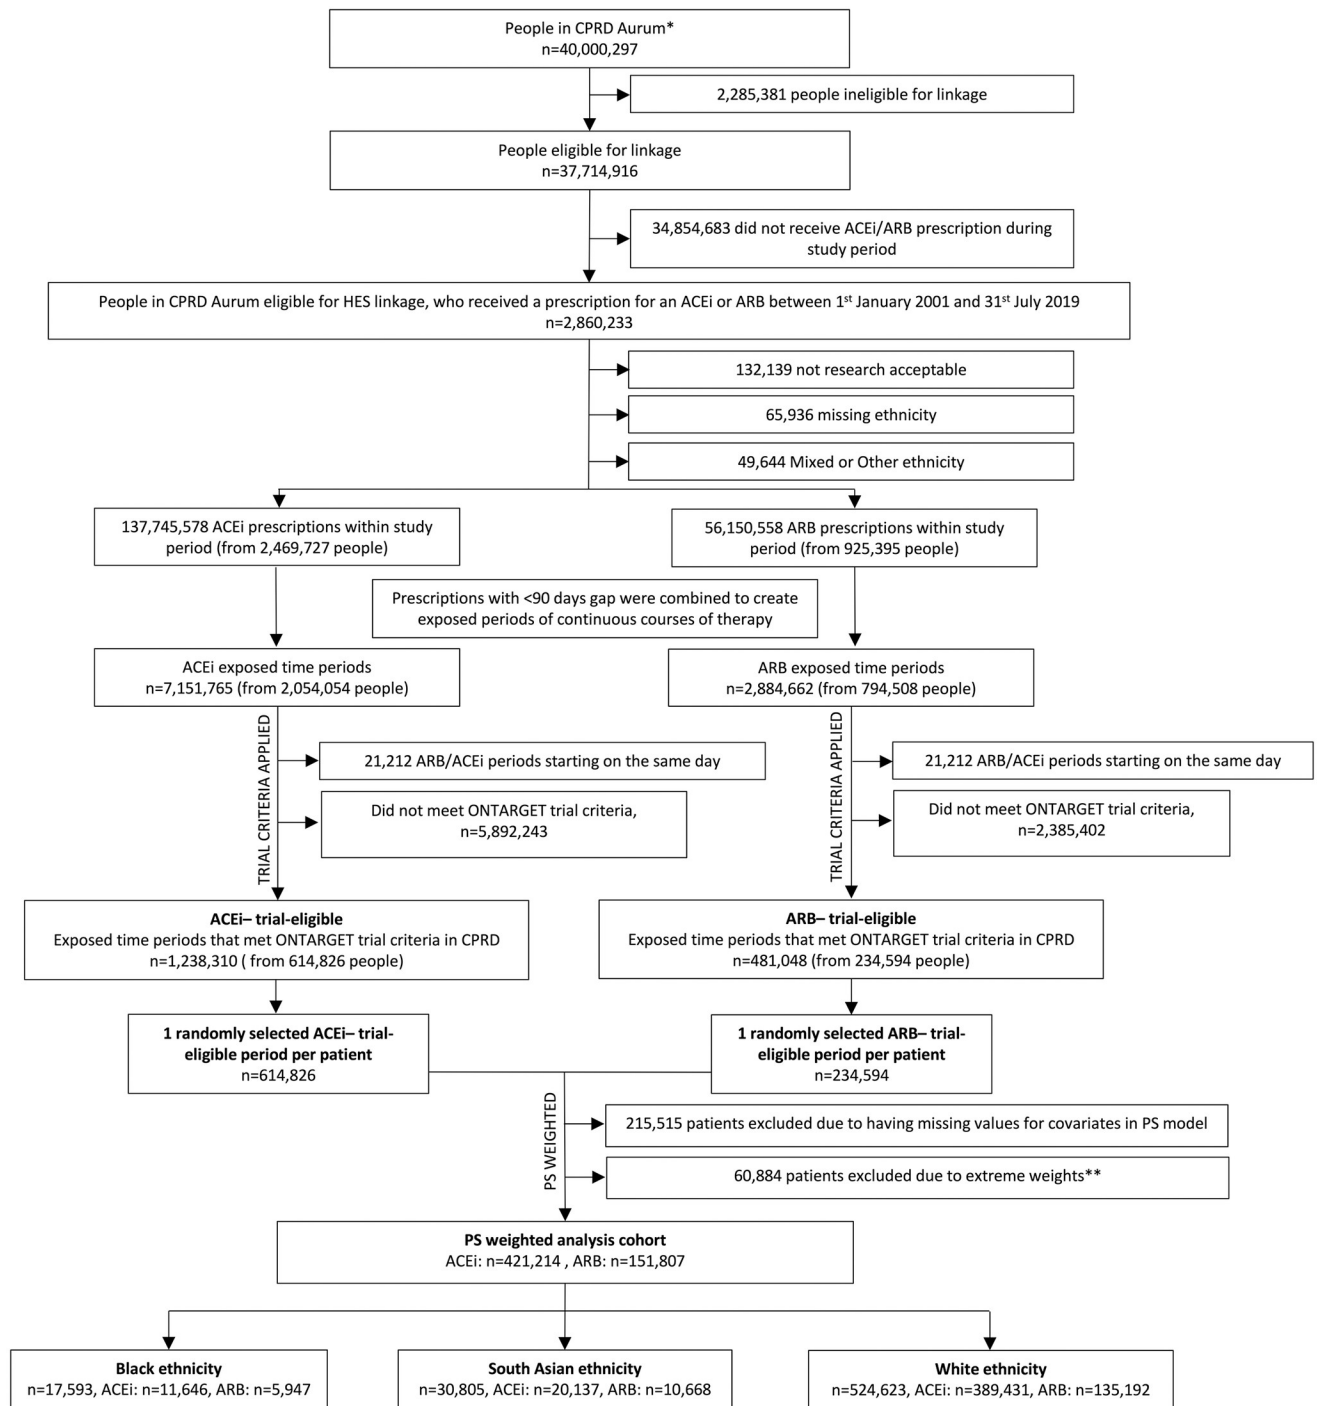 People in CPRD Aurum*
n=40,000,297
2,285,381 people ineligible for linkage
People eligible for linkage
n=37,714,916
34,854,683 did not receive ACEi/ARB prescription during
study period
People in CPRD Aurum eligible for HES linkage, who received a prescription for an ACEi or ARB between 1st January 2001 and 31st July 2019
n=2,860,233
132,139 not research acceptable
65,936 missing ethnicity
49,644 Mixed or Other ethnicity
137,745,578 ACEi prescriptions within study
period (from 2,469,727 people)
56,150,558 ARB prescriptions within study
period (from 925,395 people)
Prescriptions with <90 days gap were combined to create
exposed periods of continuous courses of therapy
ACEi exposed time periods
n=7,151,765 (from 2,054,054 people)
ARB exposed time periods
n=2,884,662 (from 794,508 people)
TRIAL CRITERIA APPLIED
21,212 ARB/ACEi periods starting on the same day
Did not meet ONTARGET trial criteria,
n=5,892,243
TRIAL CRITERIA APPLIED
21,212 ARB/ACEi periods starting on the same day
Did not meet ONTARGET trial criteria,
n=2,385,402
ACEi– trial-eligible
Exposed time periods that met ONTARGET trial criteria in CPRD
n=1,238,310 ( from 614,826 people)
ARB– trial-eligible
Exposed time periods that met ONTARGET trial criteria in CPRD
n=481,048 (from 234,594 people)
1 randomly selected ACEi– trial-
eligible period per patient
n=614,826
1 randomly selected ARB– trial-
eligible period per patient
n=234,594
PS WEIGHTED
215,515 patients excluded due to having missing values for covariates in PS model
60,884 patients excluded due to extreme weights**
PS weighted analysis cohort
ACEi: n=421,214 , ARB: n=151,807
Black ethnicity
n=17,593, ACEi: n=11,646, ARB: n=5,947
South Asian ethnicity
n=30,805, ACEi: n=20,137, ARB: n=10,668
White ethnicity
n=524,623, ACEi: n=389,431, ARB: n=135,192